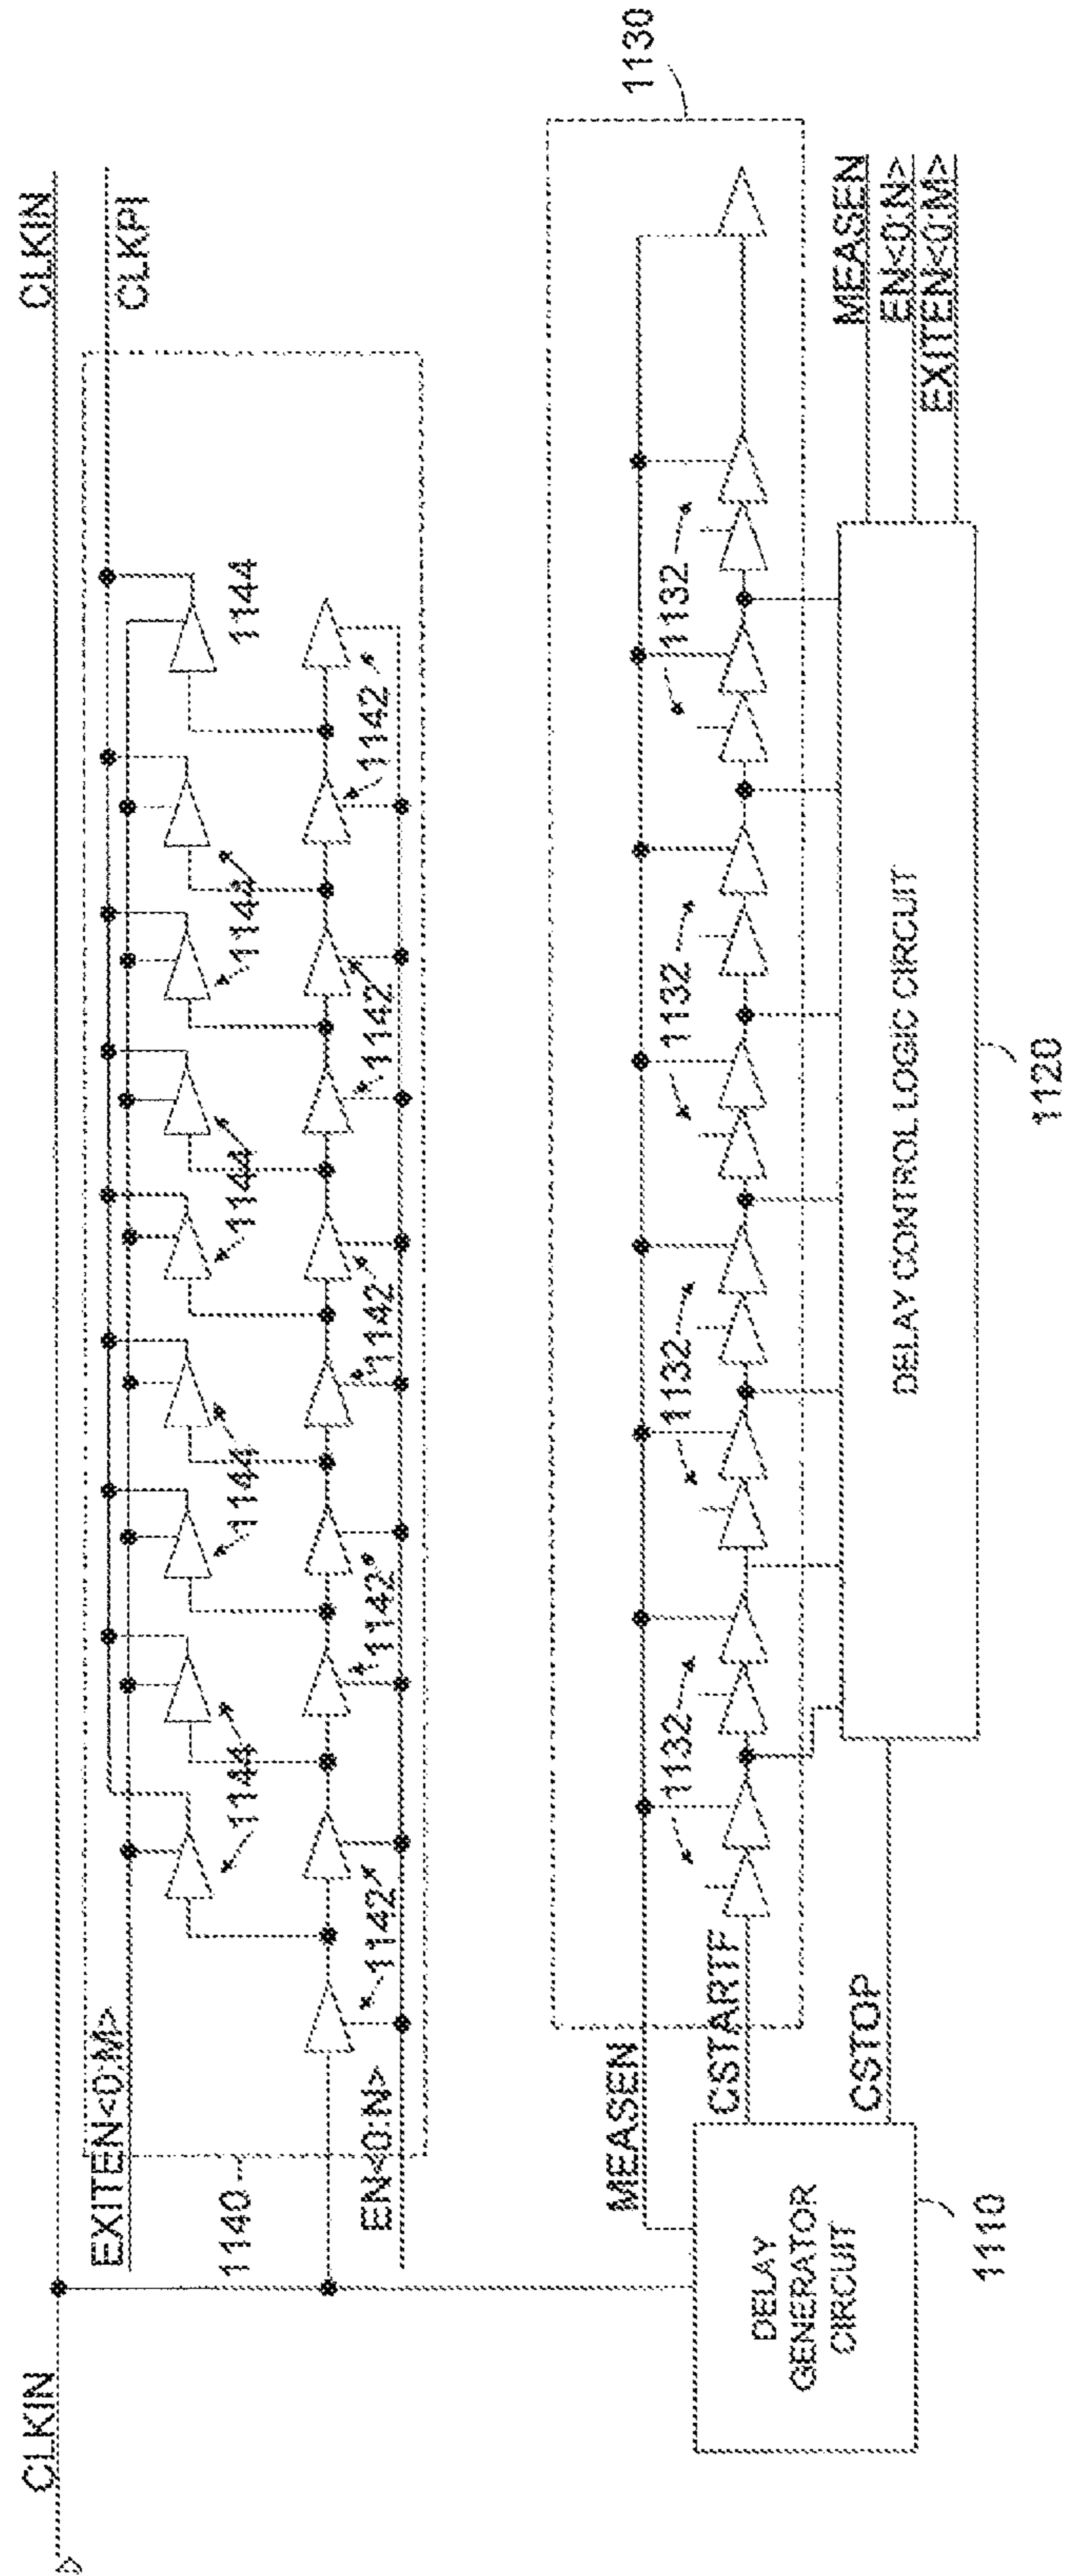 CLKIN
CLKIN
CLKPI
EXITEN<0:M>
1144
1144
1144
1144
1144
1140
1142
1142
1142
1142
1142
EN<0:N>
1130
MEASEN
1132
1132
1132
1132
CSTARTF
CSTOP
MEASEN
EN<0:N>
EXITEN<0:M>
DELAY
GENERATOR
CIRCUIT
1110
DELAY CONTROL LOGIC CIRCUIT
1120